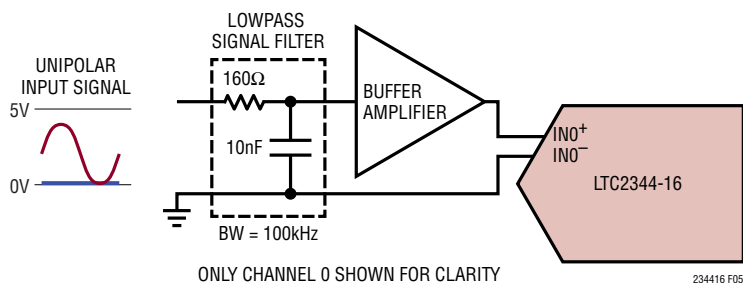 LOWPASS
SIGNAL FILTER
UNIPOLAR
INPUT SIGNAL
5V
0V
160Ω
10nF
BW = 100kHz
BUFFER
AMPLIFIER
IN0+
IN0−
LTC2344-16
ONLY CHANNEL 0 SHOWN FOR CLARITY
234416 F05